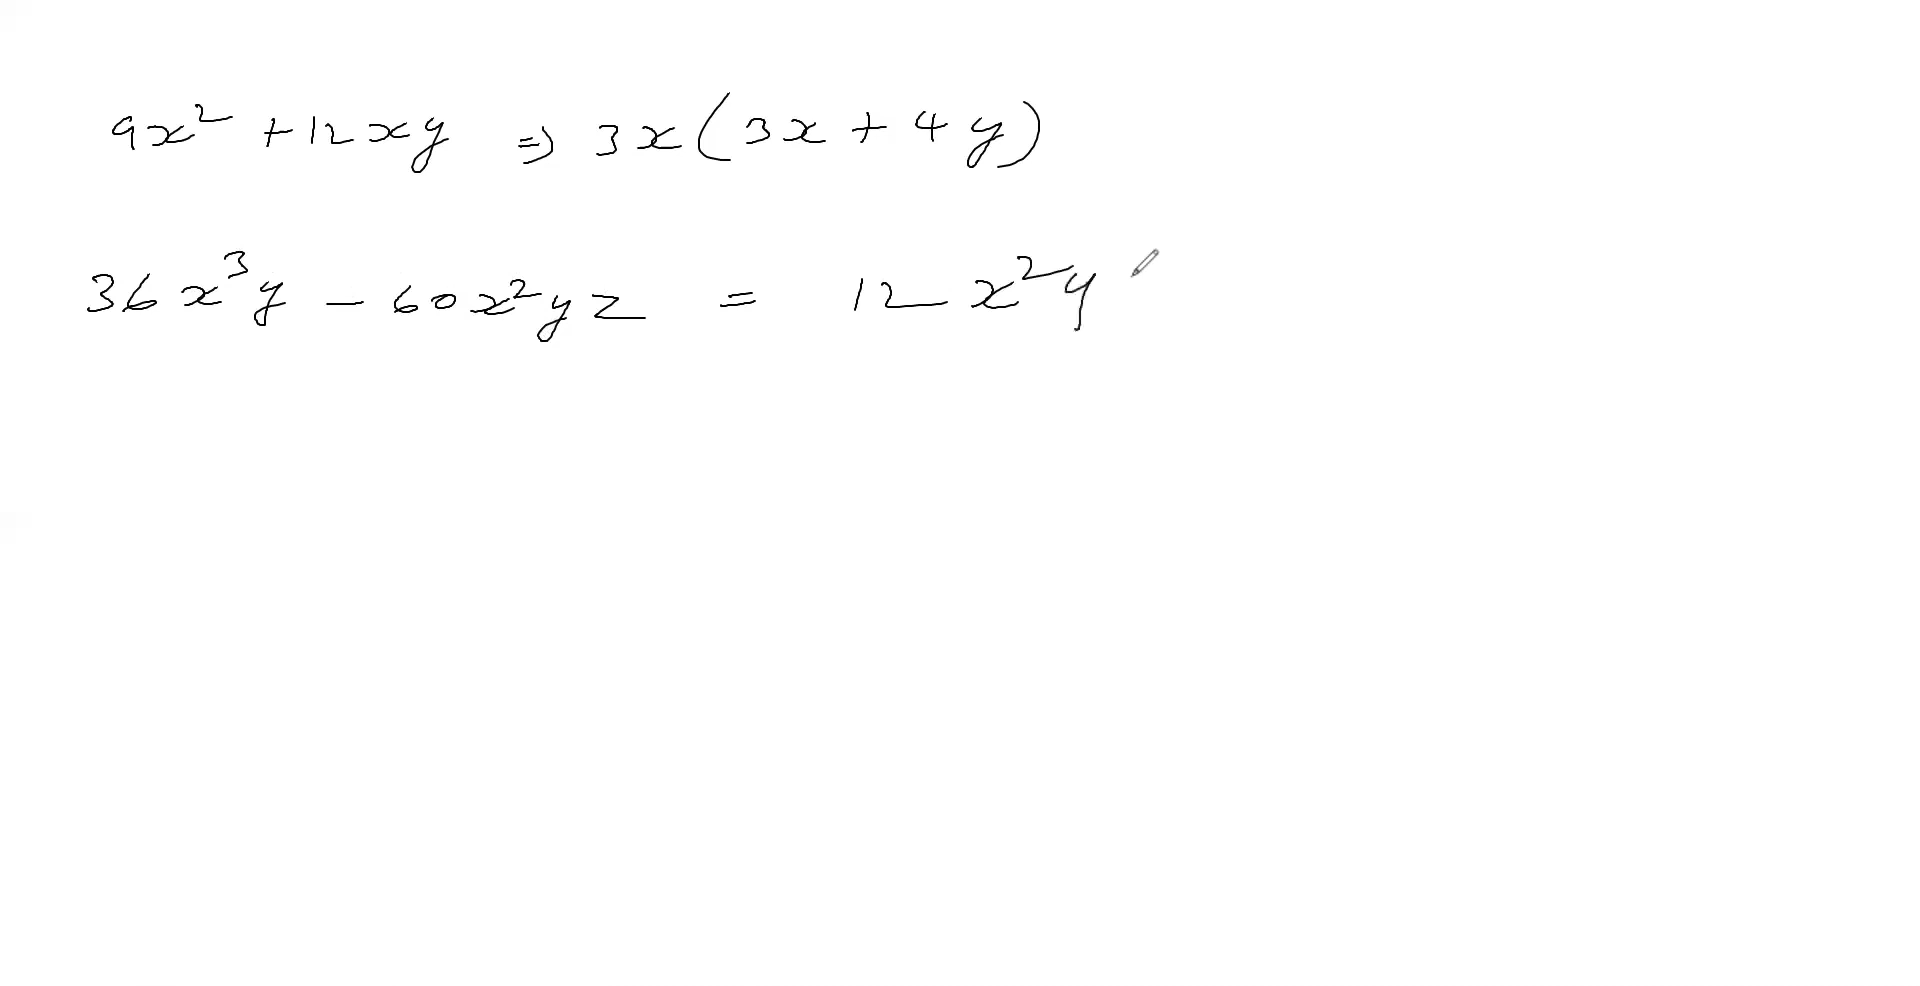 9x² + 12xy ⇒ 3x(3x + 4y)
36x³y - 60x²yz = 12x²y